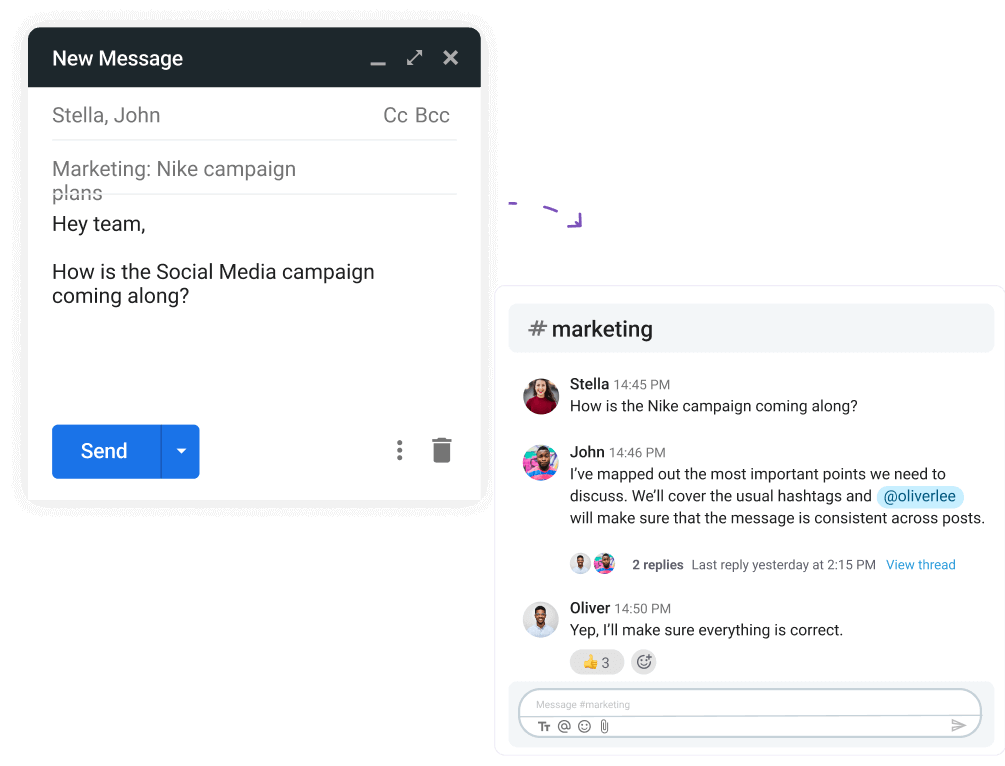 New Message
Stella, John Cc Bcc
Marketing: Nike campaign
plans
Hey team,
How is the Social Media campaign
coming along?
Send
# marketing
Stella 14:45 PM
How is the Nike campaign coming along?
John 14:46 PM
I’ve mapped out the most important points we need to
discuss. We’ll cover the usual hashtags and @oliverlee
will make sure that the message is consistent across posts.
2 replies Last reply yesterday at 2:15 PM View thread
Oliver 14:50 PM
Yep, I’ll make sure everything is correct.
👍 3
Message #marketing
Tт @